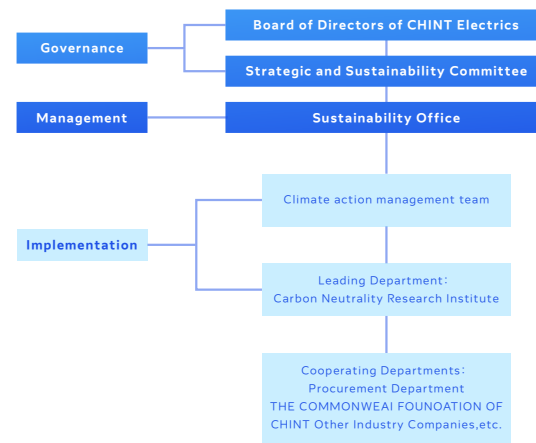 Board of Directors of CHINT Electrics
Governance
Strategic and Sustainability Committee
Management
Sustainability Office
Climate action management team
Implementation
Leading Department:
Carbon Neutrality Research Institute
Cooperating Departments:
Procurement Department
THE COMMONWEAI FOUNOATION OF
CHINT Other Industry Companies,etc.